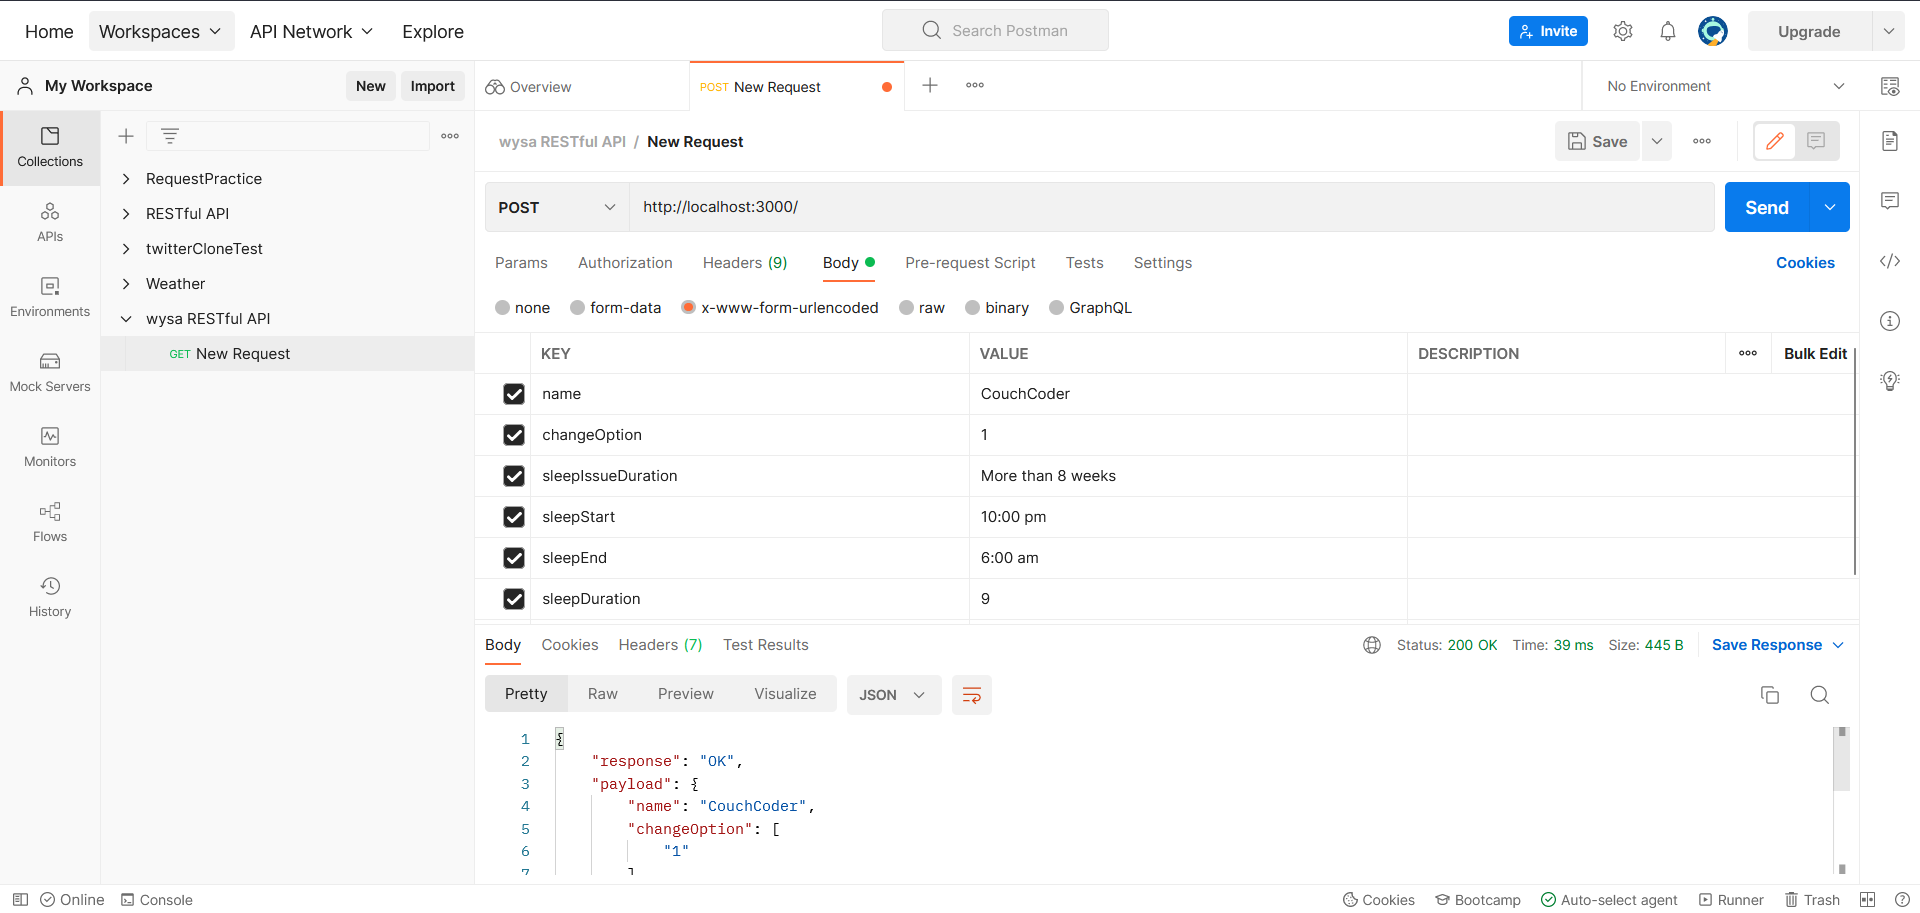 Home Workspaces API Network Explore Search Postman Invite Upgrade
My Workspace New Import Overview POST New Request No Environment
Collections
APIs
Environments
Mock Servers
Monitors
Flows
History
RequestPractice
RESTful API
twitterCloneTest
Weather
wysa RESTful API
GET New Request
wysa RESTful API / New Request Save
POST http://localhost:3000/ Send
Params Authorization Headers (9) Body Pre-request Script Tests Settings Cookies
none form-data x-www-form-urlencoded raw binary GraphQL
KEY VALUE DESCRIPTION Bulk Edit
name CouchCoder
changeOption 1
sleepIssueDuration More than 8 weeks
sleepStart 10:00 pm
sleepEnd 6:00 am
sleepDuration 9
Body Cookies Headers (7) Test Results Status: 200 OK Time: 39 ms Size: 445 B Save Response
Pretty Raw Preview Visualize JSON
1 {
2 "response": "OK",
3 "payload": {
4 "name": "CouchCoder",
5 "changeOption": [
6 "1"
7 ]
Online Console Cookies Bootcamp Auto-select agent Runner Trash